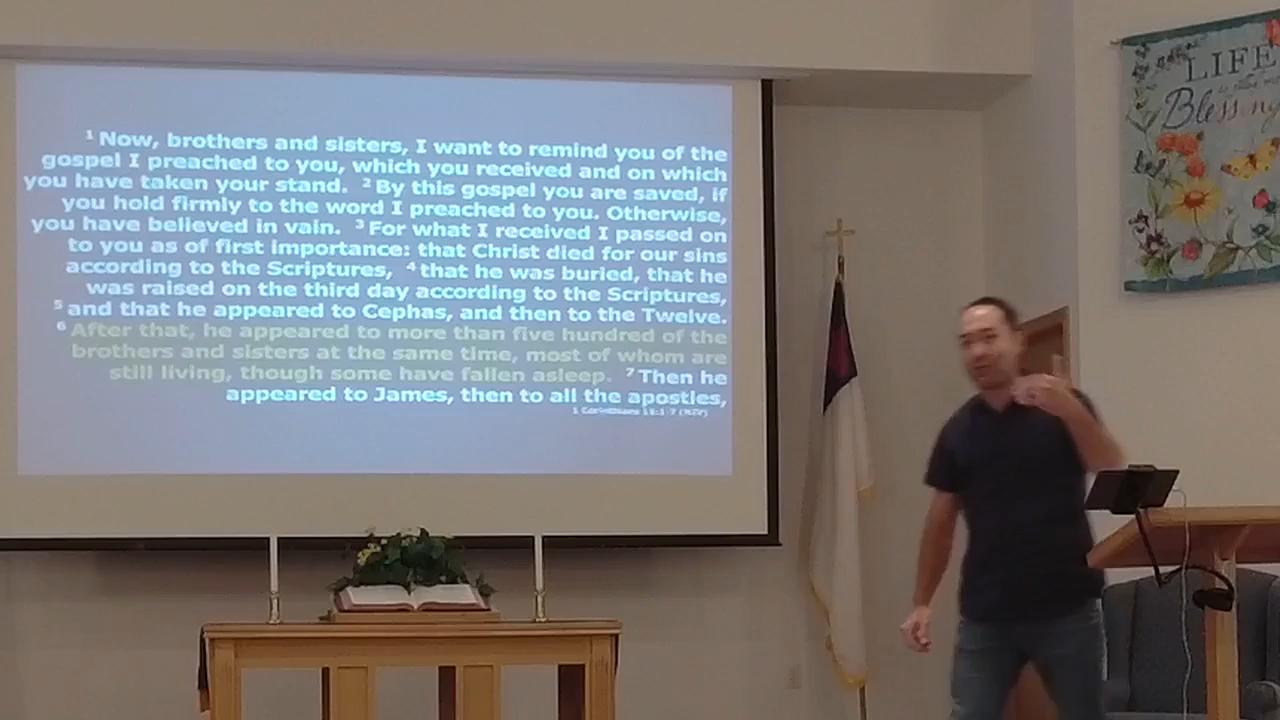 ¹ Now, brothers and sisters, I want to remind you of the
gospel I preached to you, which you received and on which
you have taken your stand. ² By this gospel you are saved, if
you hold firmly to the word I preached to you. Otherwise,
you have believed in vain. ³ For what I received I passed on
to you as of first importance: that Christ died for our sins
according to the Scriptures, ⁴ that he was buried, that he
was raised on the third day according to the Scriptures,
⁵ and that he appeared to Cephas, and then to the Twelve.
⁶ After that, he appeared to more than five hundred of the
brothers and sisters at the same time, most of whom are
still living, though some have fallen asleep. ⁷ Then he
appeared to James, then to all the apostles,
1 Corinthians 15:1-7 (NIV)
LIFE
Blessing